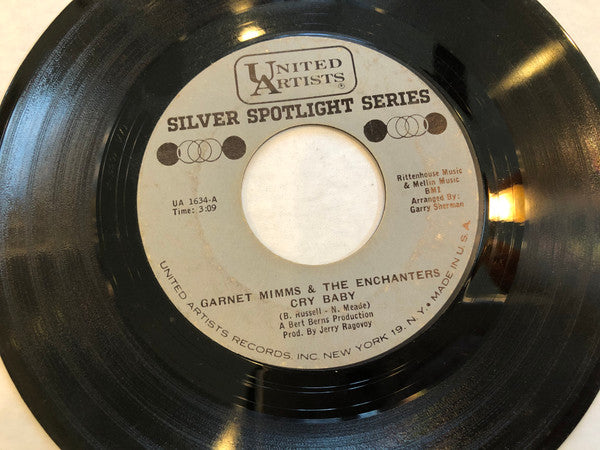 UNITED
ARTISTS®
SILVER SPOTLIGHT SERIES
UA 1634-A
Time: 3:09
Rittenhouse Music
& Mellin Music
BMI
Arranged By:
Garry Sherman
GARNET MIMMS & THE ENCHANTERS
CRY BABY
(B. Russell - N. Meade)
A Bert Berns Production
Prod. By Jerry Ragovoy
UNITED ARTISTS RECORDS, INC. NEW YORK 19, N.Y. • MADE IN U.S.A.